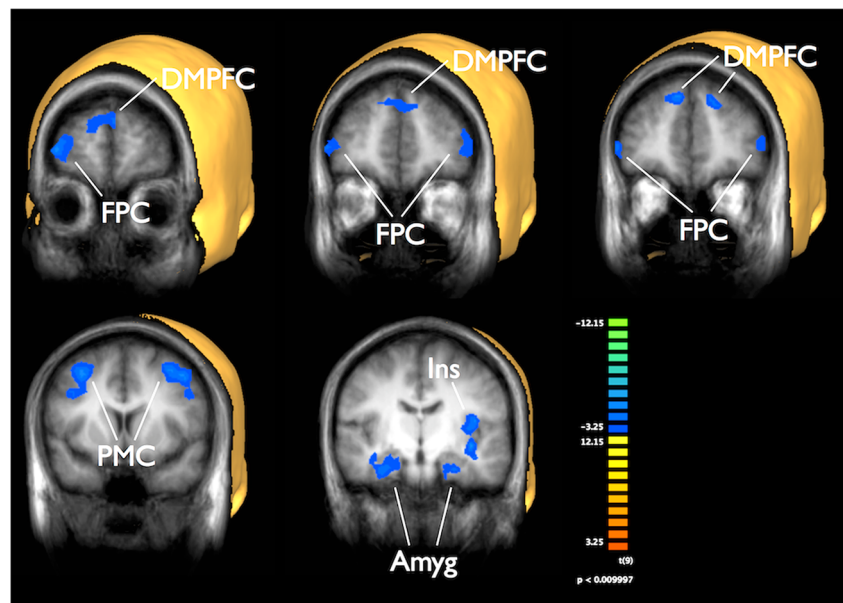 DMPFC
FPC
DMPFC
FPC
DMPFC
FPC
PMC
Ins
Amyg
-12.15
-3.25
12.15
3.25
t(9)
p < 0.009997